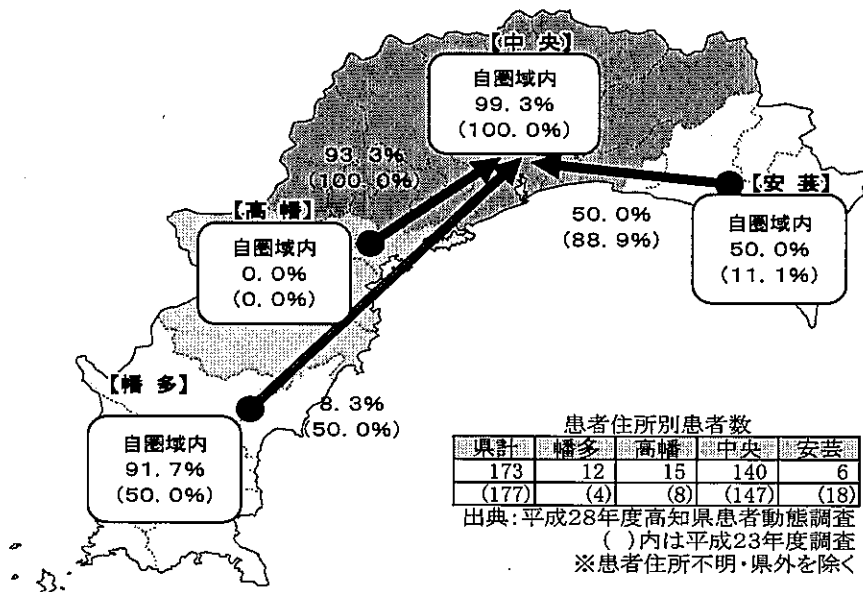 【中 央】
自圏域内
99.3%
(100.0%)
93.3%
(100.0%)
【高 幡】
自圏域内
0.0%
(0.0%)
【安 芸】
自圏域内
50.0%
(11.1%)
50.0%
(88.9%)
【幡 多】
自圏域内
91.7%
(50.0%)
8.3%
(50.0%)
患者住所別患者数
県計 幡多 高幡 中央 安芸
173 12 15 140 6
(177) (4) (8) (147) (18)
出典:平成28年度高知県患者動態調査
( )内は平成23年度調査
※患者住所不明・県外を除く